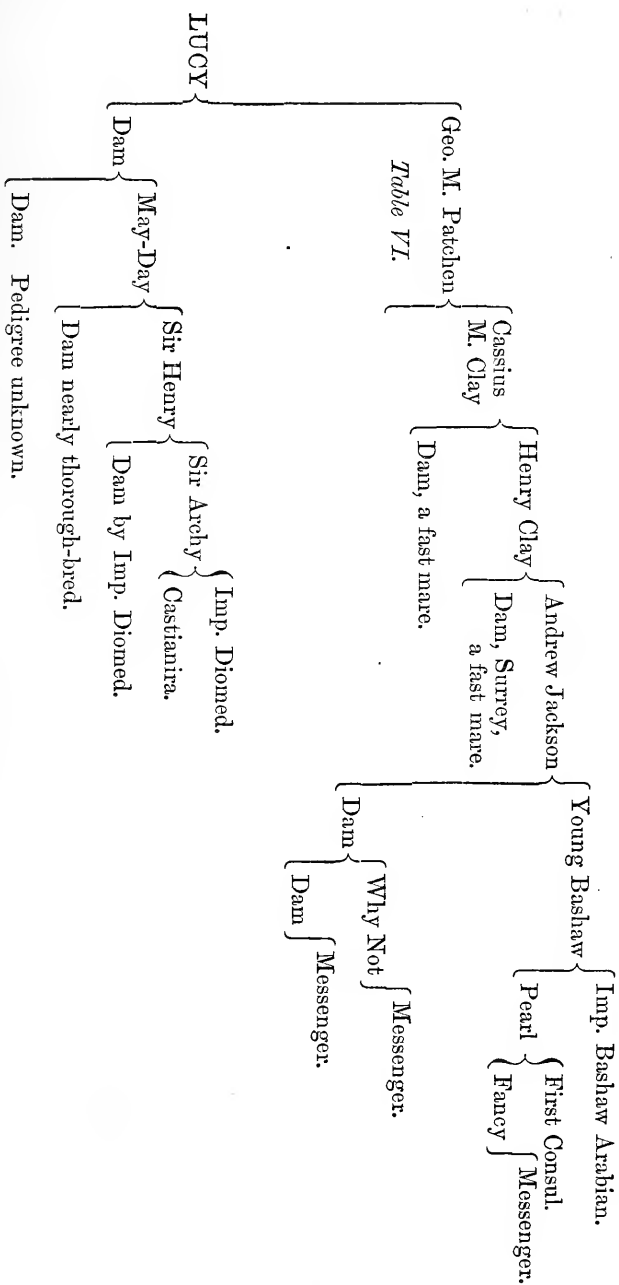 LUCY
Geo. M. Patchen
Table VI.
Cassius
M. Clay
Henry Clay
Andrew Jackson
Young Bashaw
Imp. Bashaw Arabian.
Pearl
First Consul.
Fancy
Messenger.
Dam
Why Not
Messenger.
Dam
Messenger.
Dam, Surrey,
a fast mare.
Dam, a fast mare.
Dam
May-Day
Sir Henry
Sir Archy
Imp. Diomed.
Castianira.
Dam by Imp. Diomed.
Dam nearly thorough-bred.
Dam. Pedigree unknown.